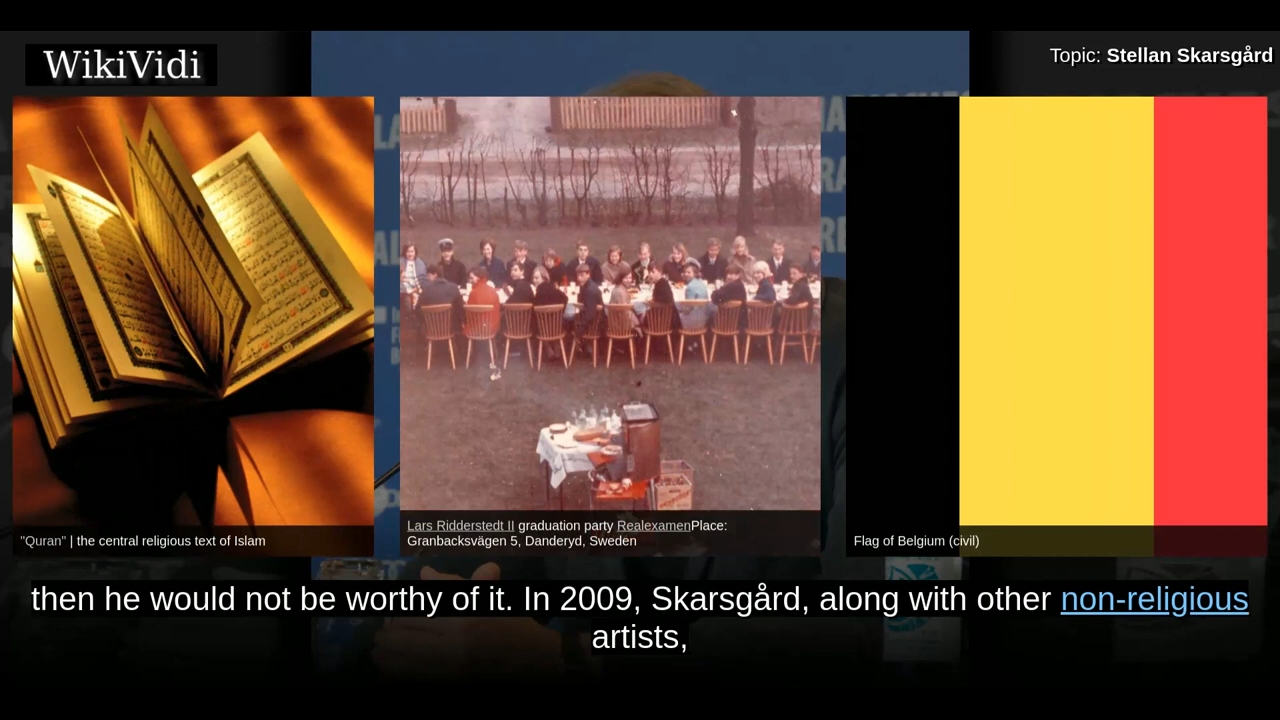 WikiVidi
Topic: Stellan Skarsgård
"Quran" | the central religious text of Islam
Lars Ridderstedt II graduation party RealexamenPlace:
Granbacksvägen 5, Danderyd, Sweden
Flag of Belgium (civil)
then he would not be worthy of it. In 2009, Skarsgård, along with other non-religious
artists,